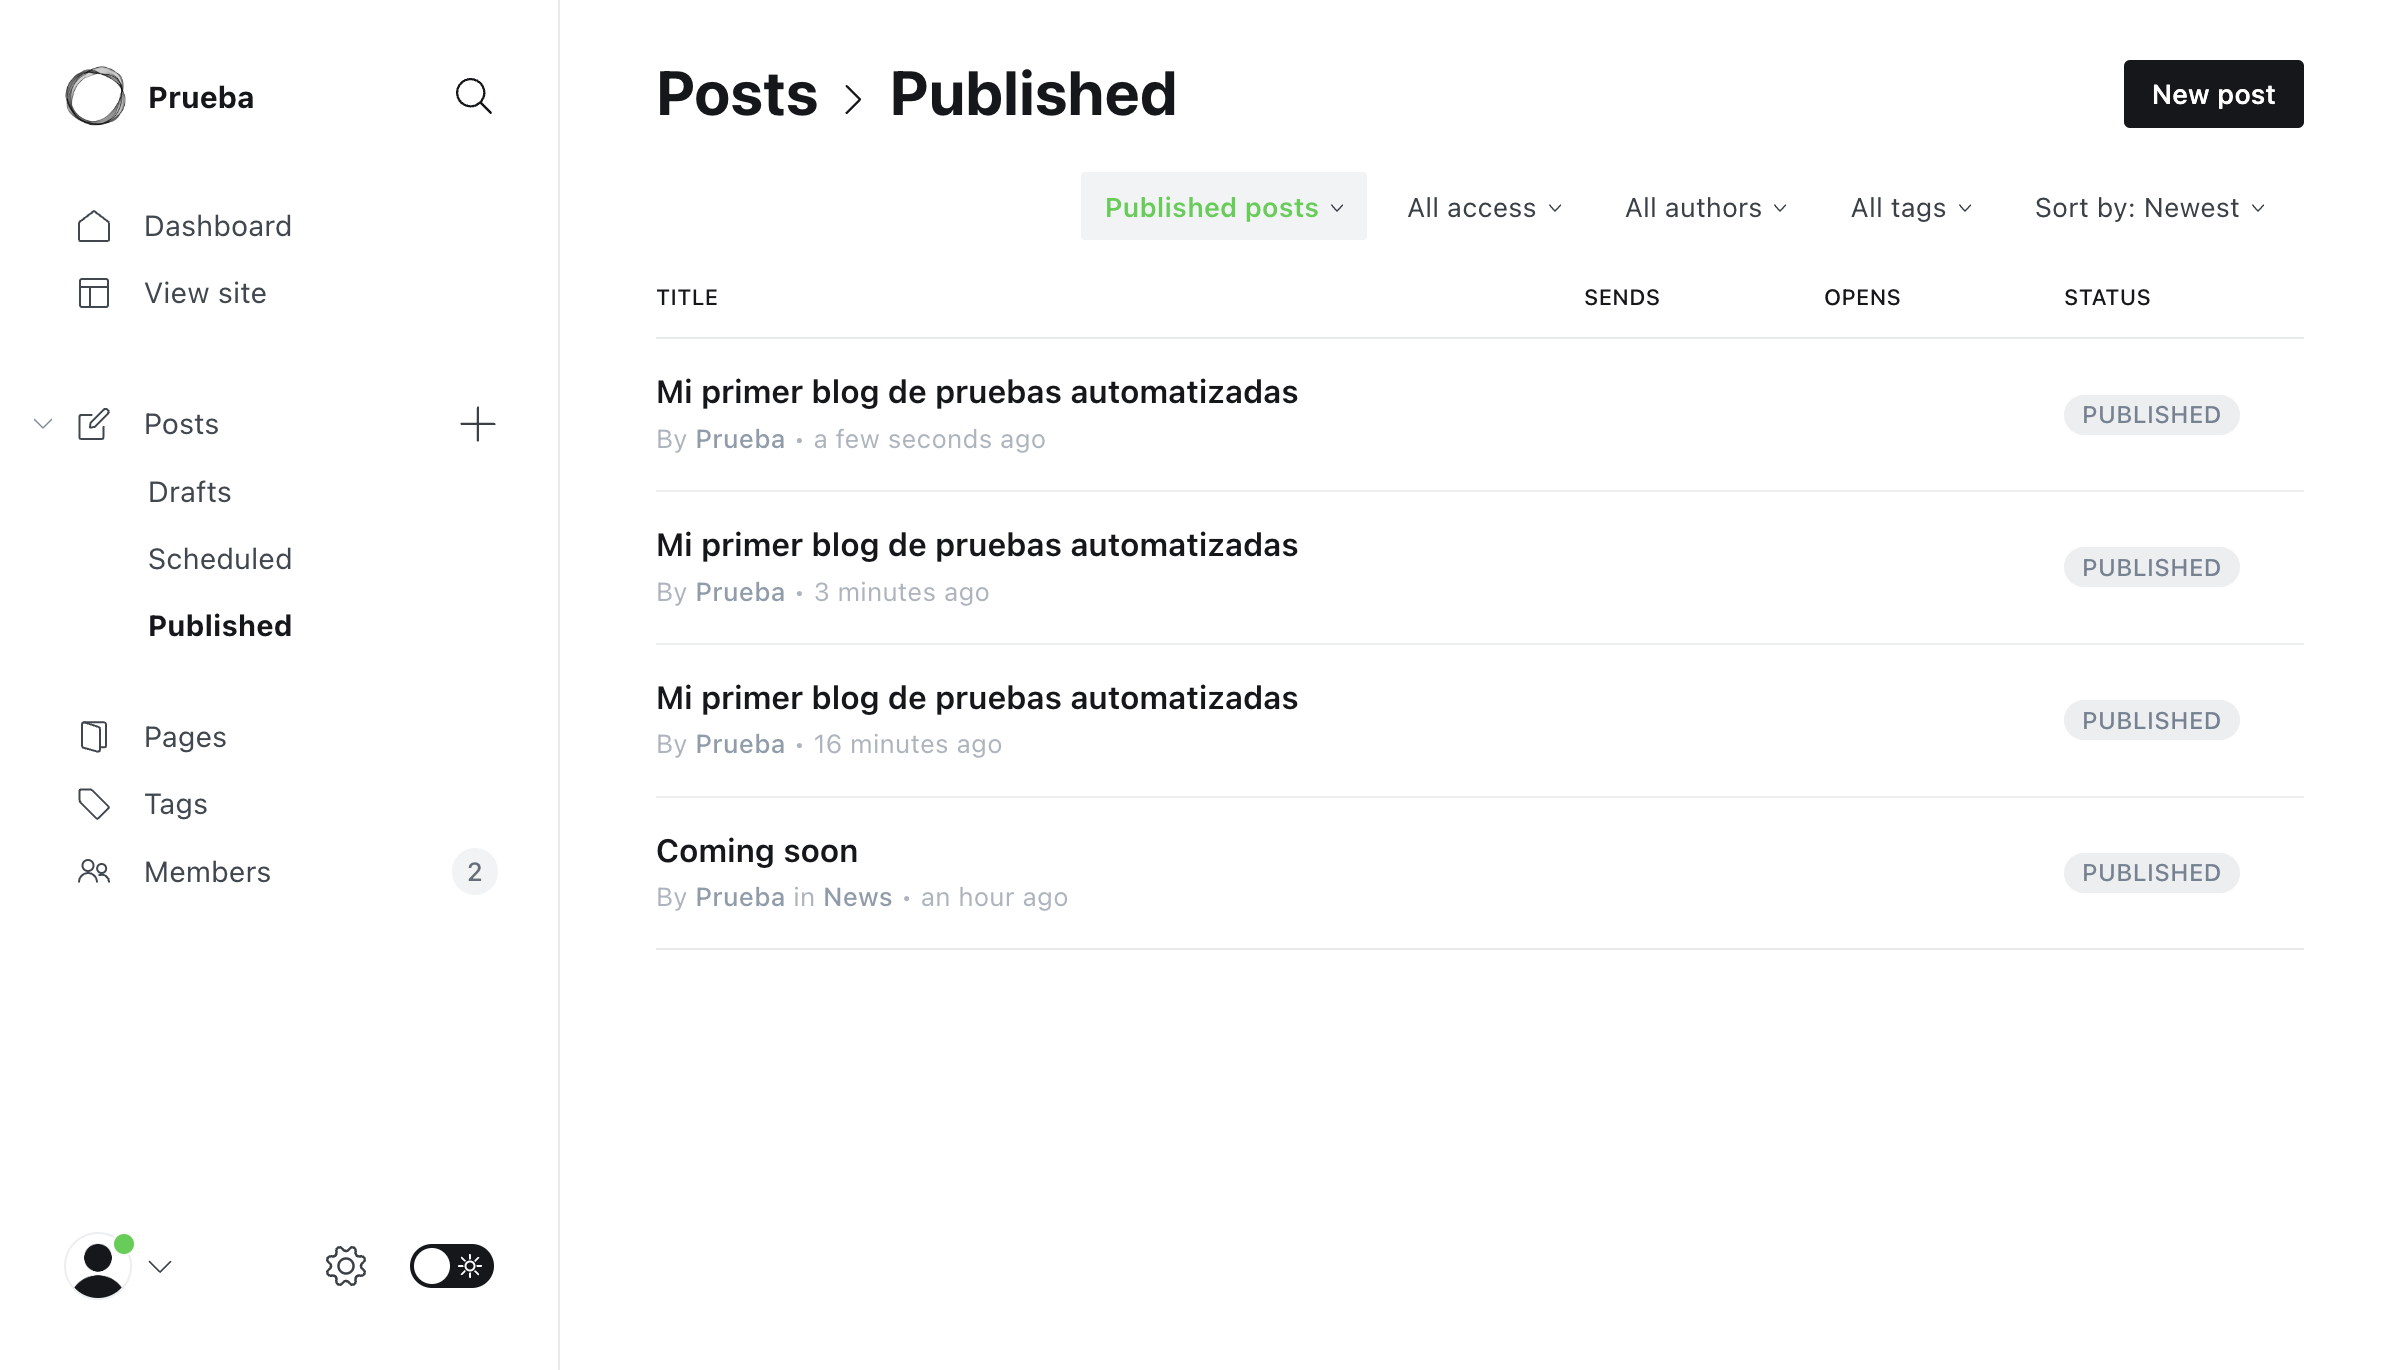 Prueba
Dashboard
View site
Posts
Drafts
Scheduled
Published
Pages
Tags
Members 2
Posts > Published
New post
Published posts All access All authors All tags Sort by: Newest
TITLE SENDS OPENS STATUS
Mi primer blog de pruebas automatizadas
By Prueba • a few seconds ago
PUBLISHED
Mi primer blog de pruebas automatizadas
By Prueba • 3 minutes ago
PUBLISHED
Mi primer blog de pruebas automatizadas
By Prueba • 16 minutes ago
PUBLISHED
Coming soon
By Prueba in News • an hour ago
PUBLISHED